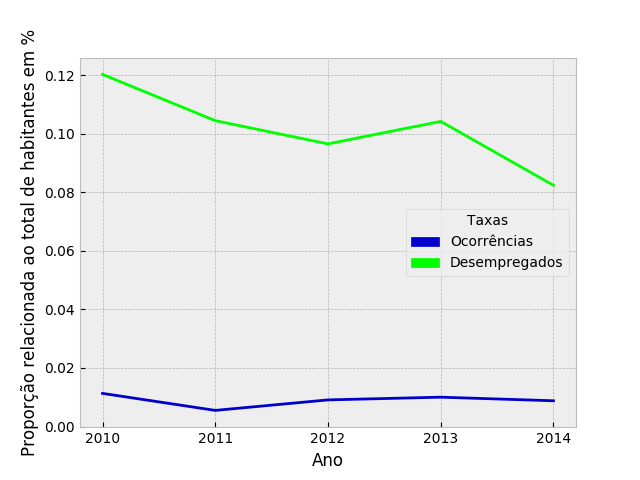 Proporção relacionada ao total de habitantes em %
0.12
0.10
0.08
0.06
0.04
0.02
0.00
Taxas
Ocorrências
Desempregados
2010 2011 2012 2013 2014
Ano